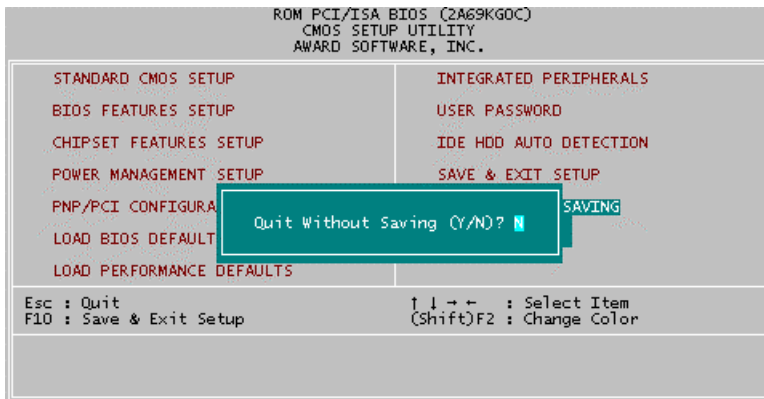 ROM PCI/ISA BIOS (2A69KGOC)
CMOS SETUP UTILITY
AWARD SOFTWARE, INC.
STANDARD CMOS SETUP
BIOS FEATURES SETUP
CHIPSET FEATURES SETUP
POWER MANAGEMENT SETUP
PNP/PCI CONFIGURA
LOAD BIOS DEFAULT
LOAD PERFORMANCE DEFAULTS
INTEGRATED PERIPHERALS
USER PASSWORD
IDE HDD AUTO DETECTION
SAVE & EXIT SETUP
SAVING
Quit Without Saving (Y/N)? N
Esc : Quit
F10 : Save & Exit Setup
↑ ↓ → ← : Select Item
(Shift)F2 : Change Color